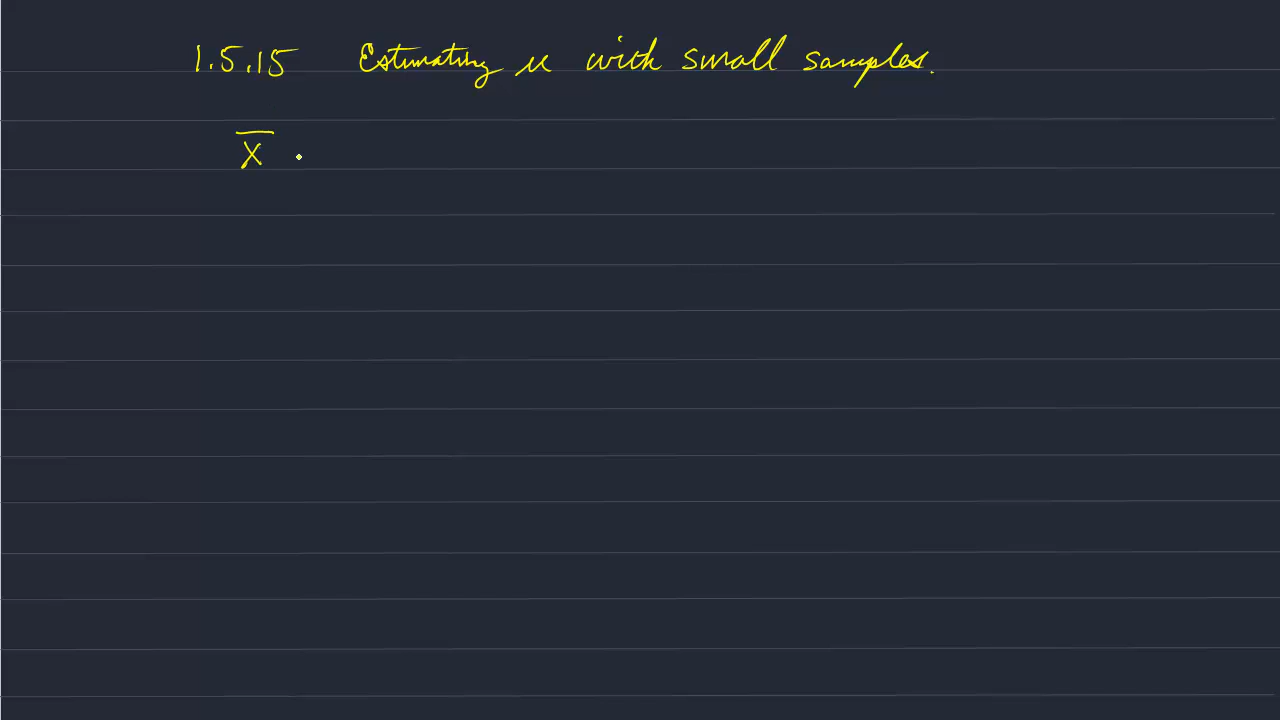 1.5.15 Estimating μ with small samples.
X̅